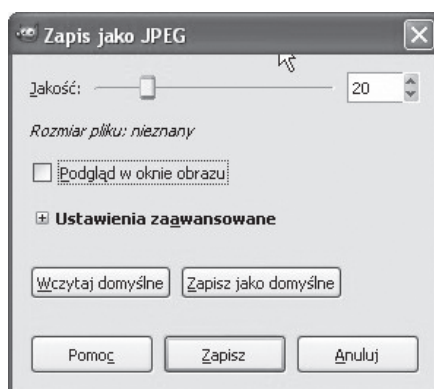 Zapis jako JPEG
Jakość: 20
Rozmiar pliku: nieznany
Podgląd w oknie obrazu
Ustawienia zaawansowane
Wczytaj domyślne Zapisz jako domyślne
Pomoc Zapisz Anuluj